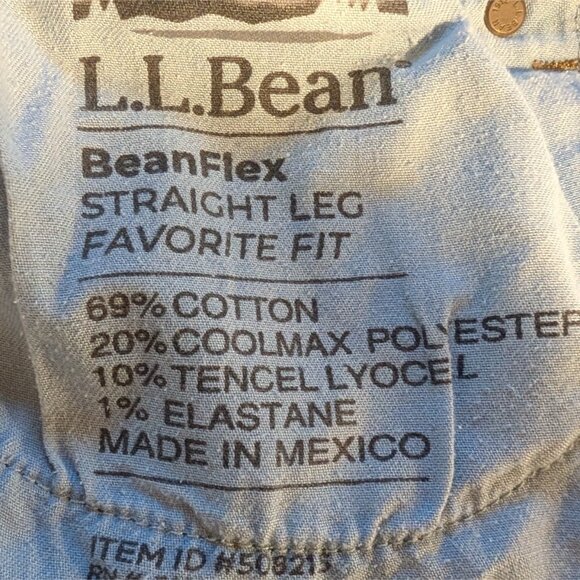 L.L.Bean
BeanFlex
STRAIGHT LEG
FAVORITE FIT
69% COTTON
20% COOLMAX POLYESTER
10% TENCEL LYOCEL
1% ELASTANE
MADE IN MEXICO
ITEM ID #508215
RN #